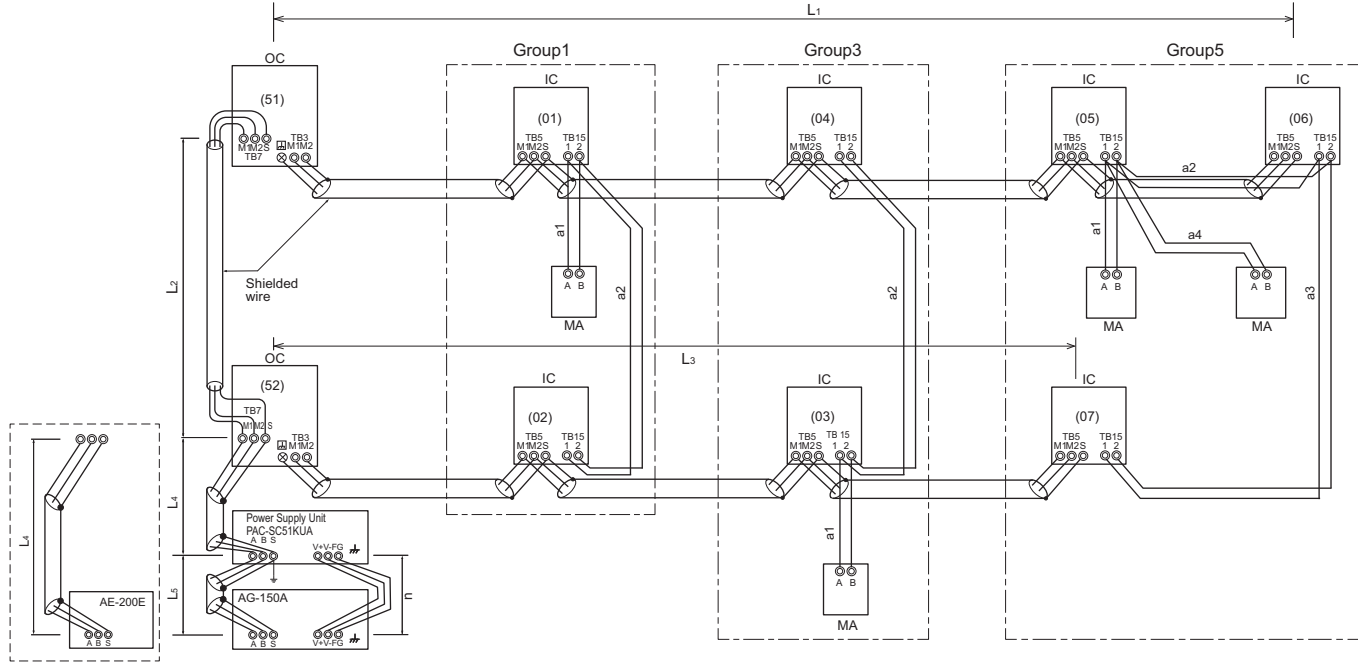 L1
Group1
Group3
Group5
OC
IC
IC
IC
IC
(51)
(01)
(04)
(05)
(06)
M1M2S
TB7
TB3
M1M2
TB5
M1M2S
TB15
1 2
TB5
M1M2S
TB15
1 2
TB5
M1M2S
TB15
1 2
TB5
M1M2S
TB15
1 2
a2
a1
a1
a4
L2
Shielded
wire
A B
MA
a2
a2
A B
MA
A B
MA
a3
L3
OC
IC
IC
IC
(52)
(02)
(03)
(07)
TB7
M1 M2 S
TB3
M1M2
TB5
M1M2S
TB15
1 2
TB5
M1M2S
TB 15
1 2
TB5
M1M2S
TB15
1 2
L4
L4
Power Supply Unit
PAC-SC51KUA
A B S
V+V-FG
a1
L5
n
AG-150A
A B S
V+V-FG
AE-200E
A B S
A B
MA